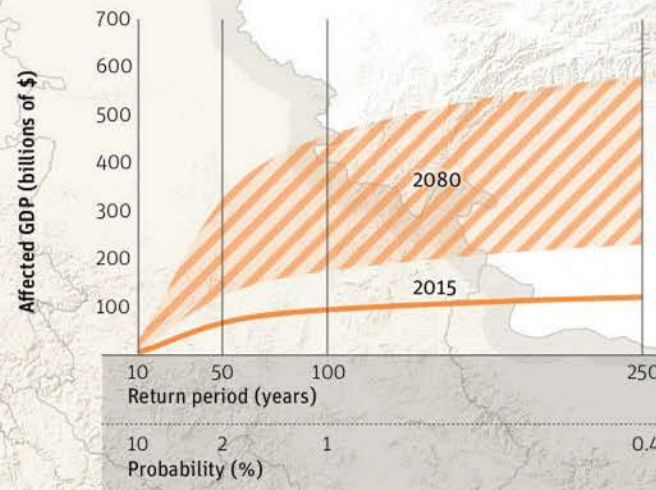 Affected GDP (billions of $)
700
600
500
400
300
200
100
2080
2015
10 50 100 250
Return period (years)
10 2 1 0.4
Probability (%)